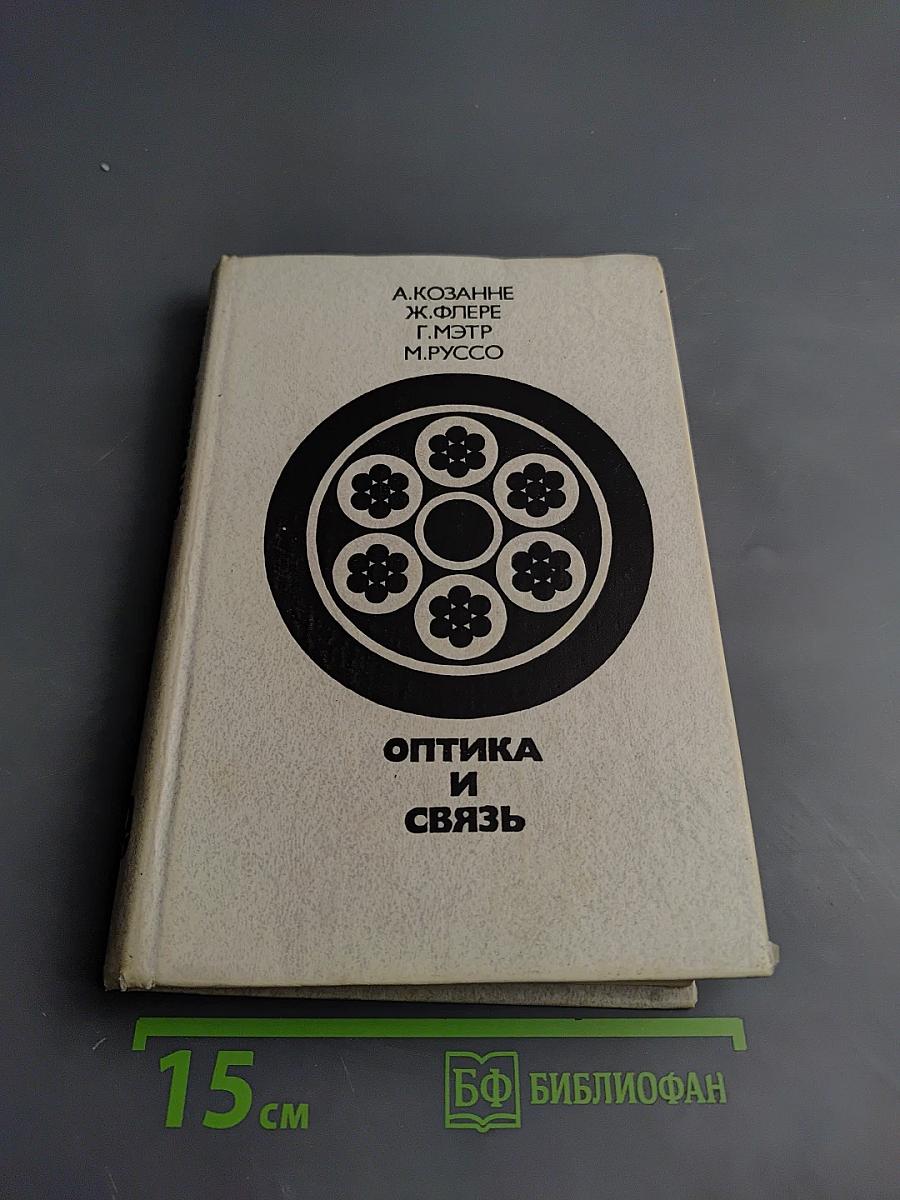 А.КОЗАННЕ
Ж.ФЛЕРЕ
Г.МЭТР
М.РУССО
ОПТИКА
И
СВЯЗЬ
15 см
БФ БИБЛИОФАН